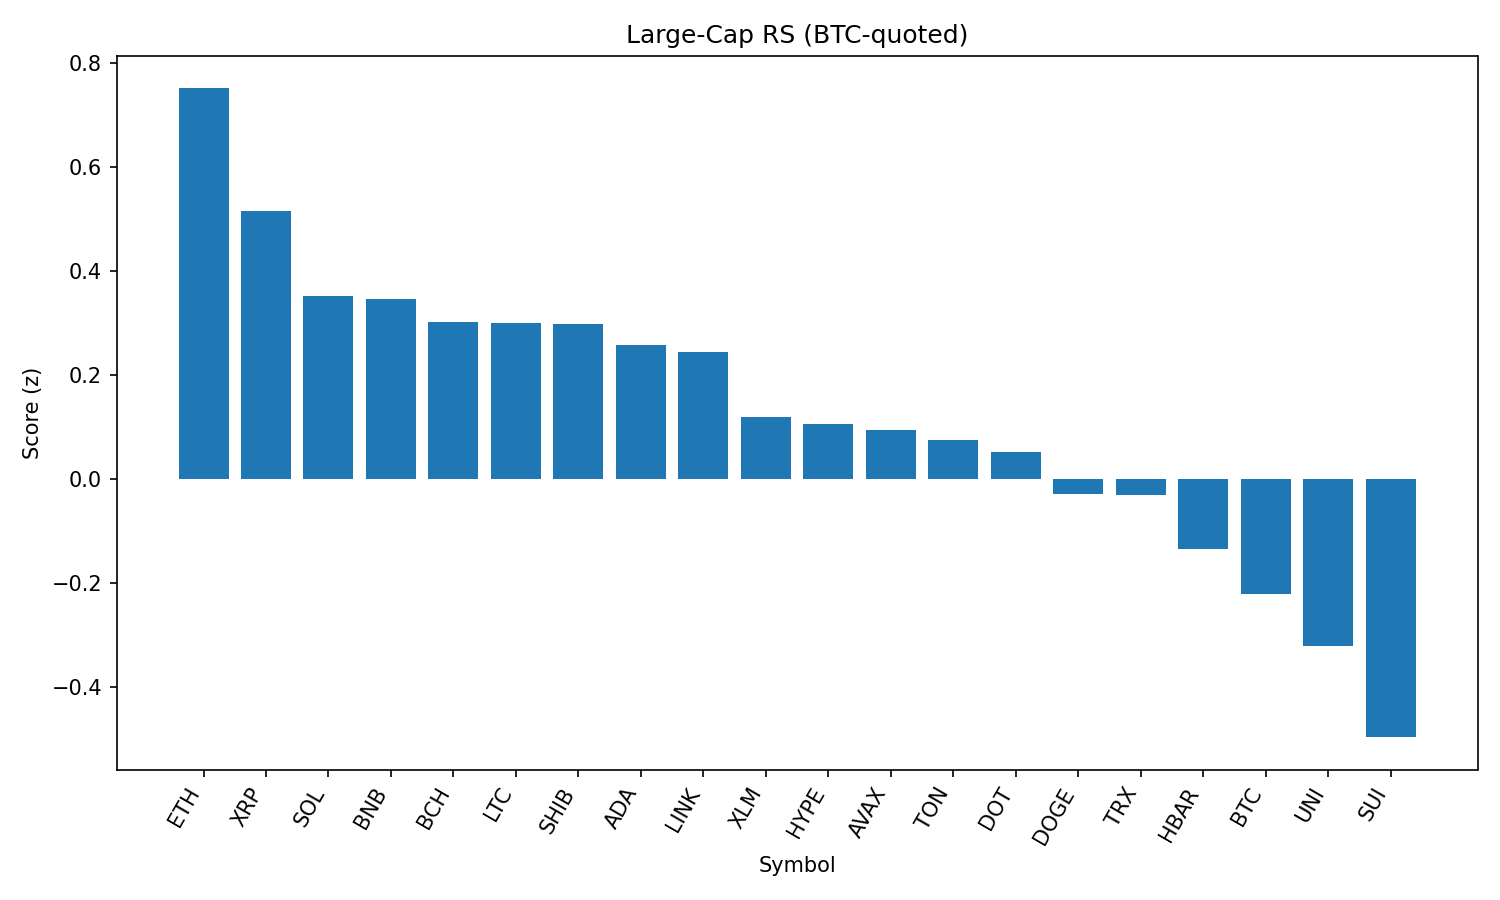 Large-Cap RS (BTC-quoted)
0.8
0.6
0.4
0.2
0.0
−0.2
−0.4
Score (z)
ETH
XRP
SOL
BNB
BCH
LTC
SHIB
ADA
LINK
XLM
HYPE
AVAX
TON
DOT
DOGE
TRX
HBAR
BTC
UNI
SUI
Symbol